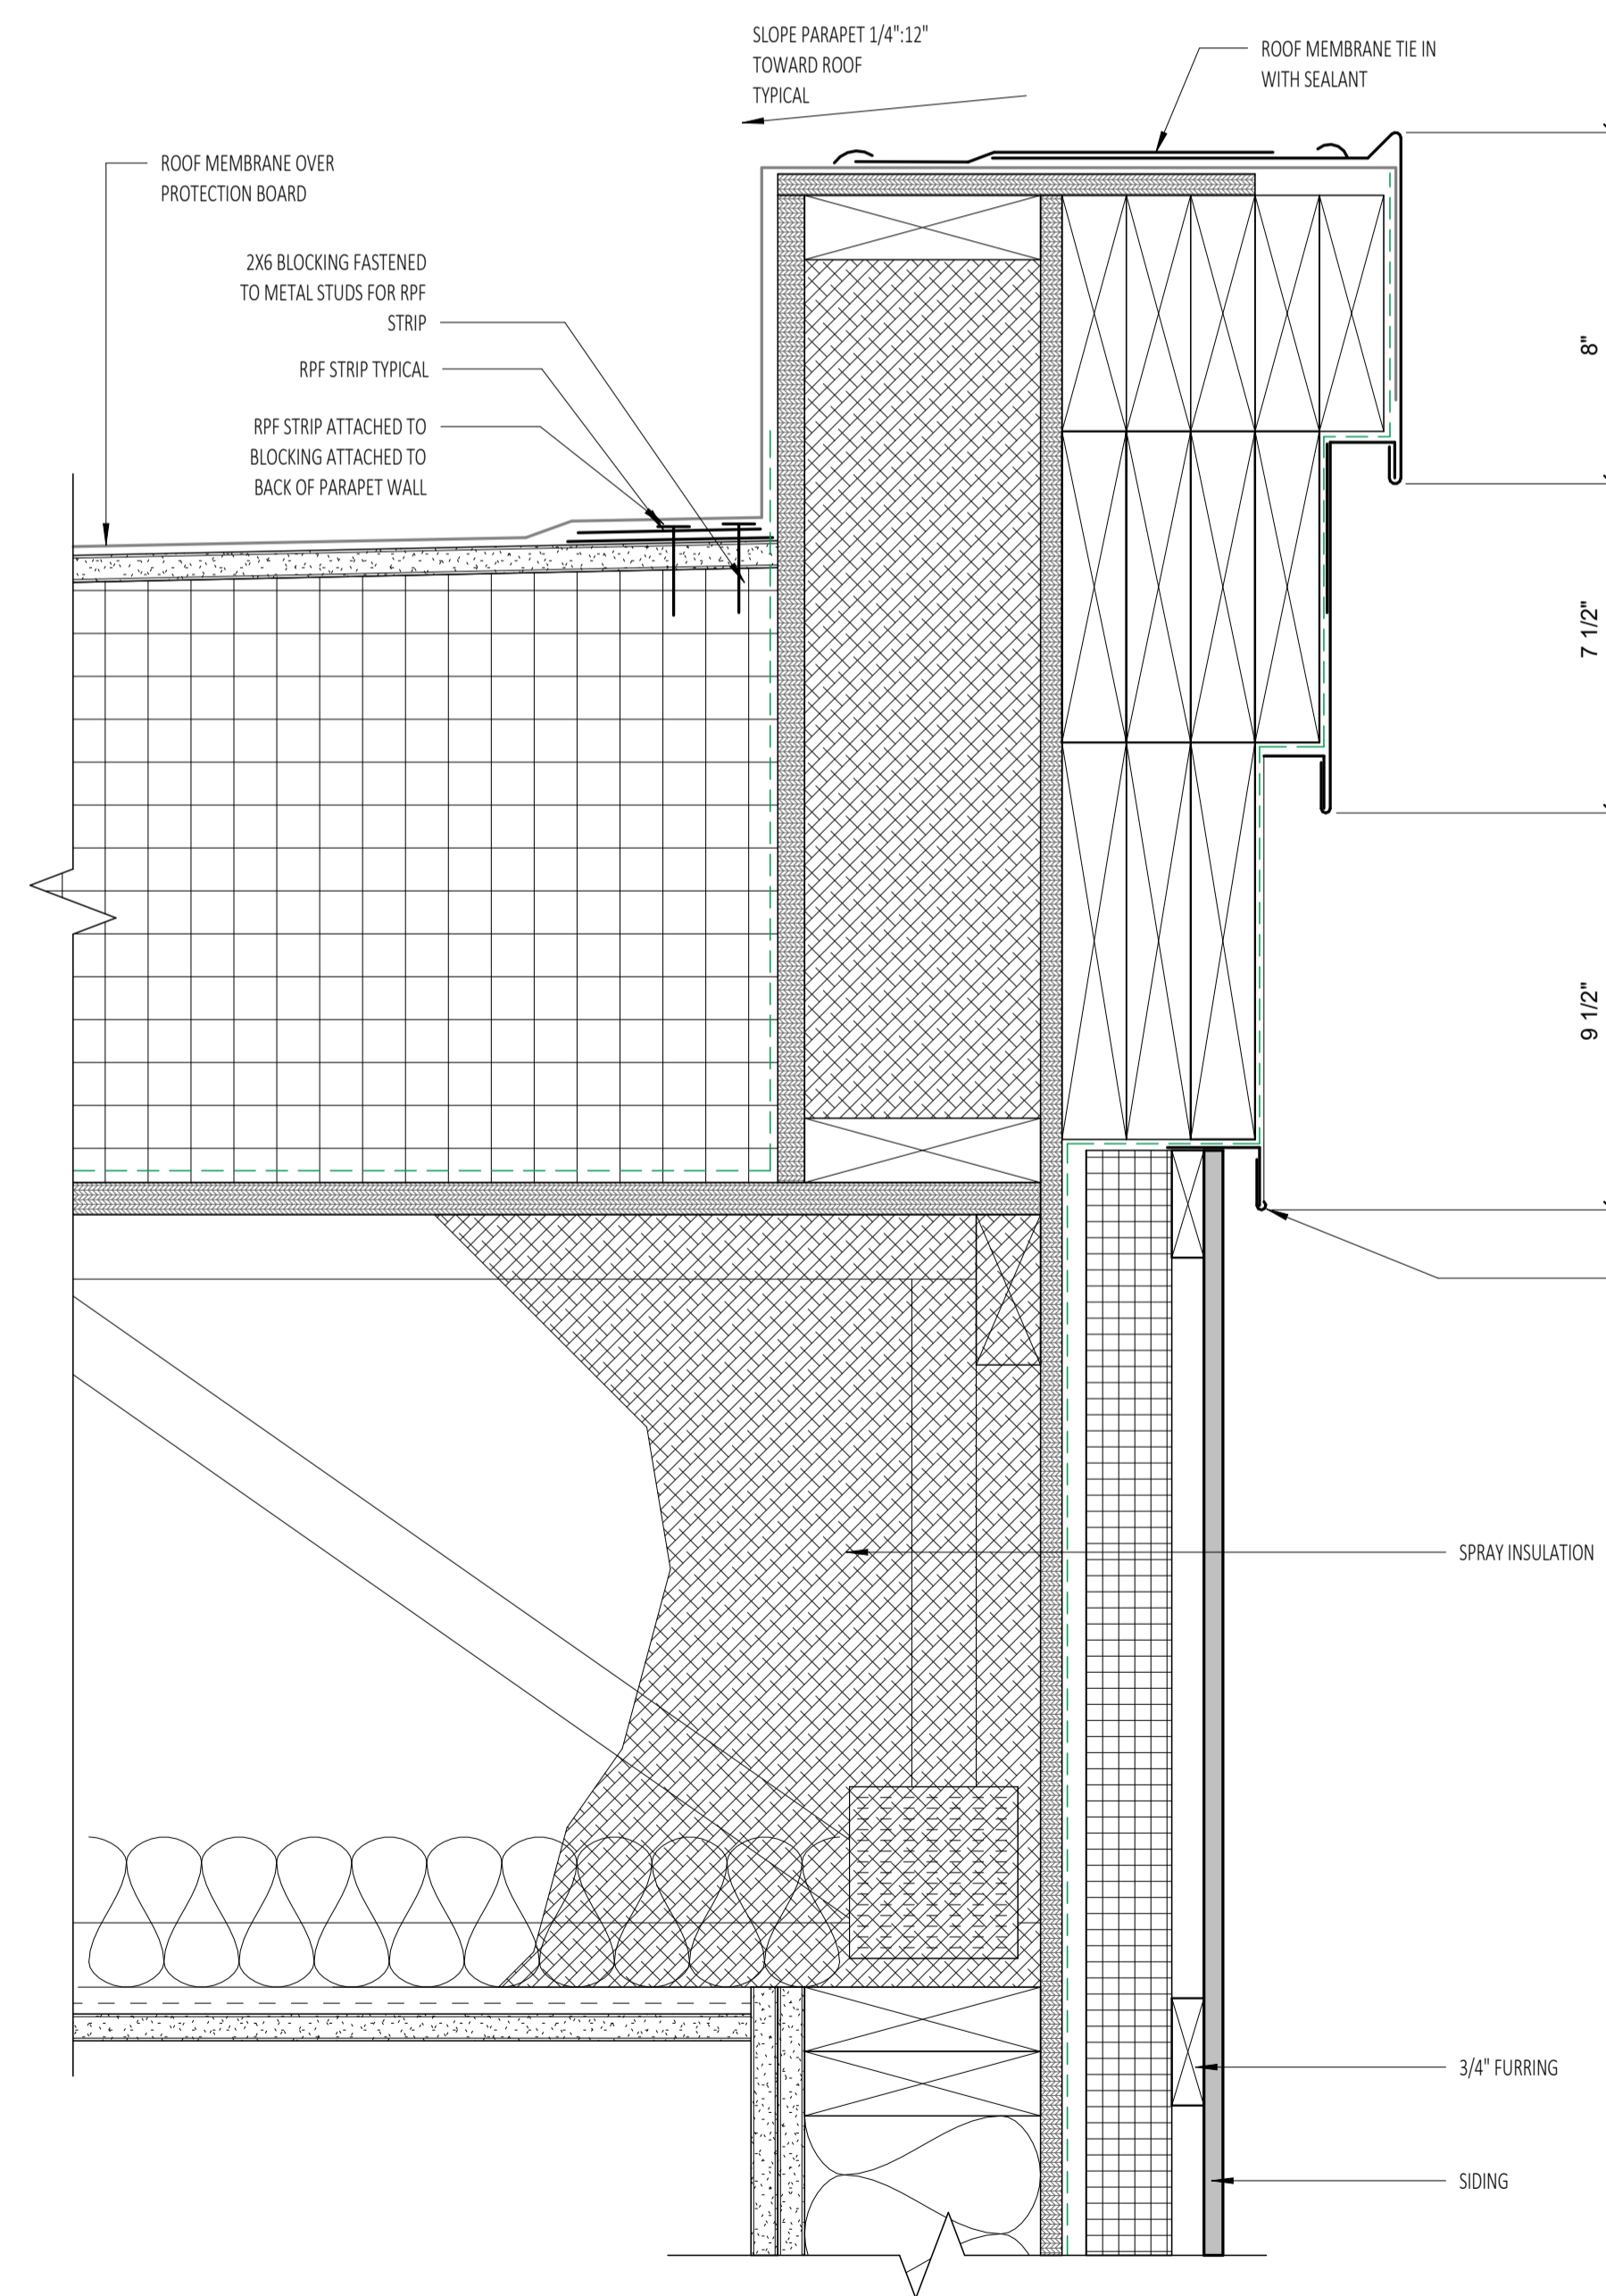 SLOPE PARAPET 1/4":12"
TOWARD ROOF
TYPICAL
ROOF MEMBRANE TIE IN
WITH SEALANT
ROOF MEMBRANE OVER
PROTECTION BOARD
2X6 BLOCKING FASTENED
TO METAL STUDS FOR RPF
STRIP
RPF STRIP TYPICAL
RPF STRIP ATTACHED TO
BLOCKING ATTACHED TO
BACK OF PARAPET WALL
8"
7 1/2"
9 1/2"
SPRAY INSULATION
3/4" FURRING
SIDING